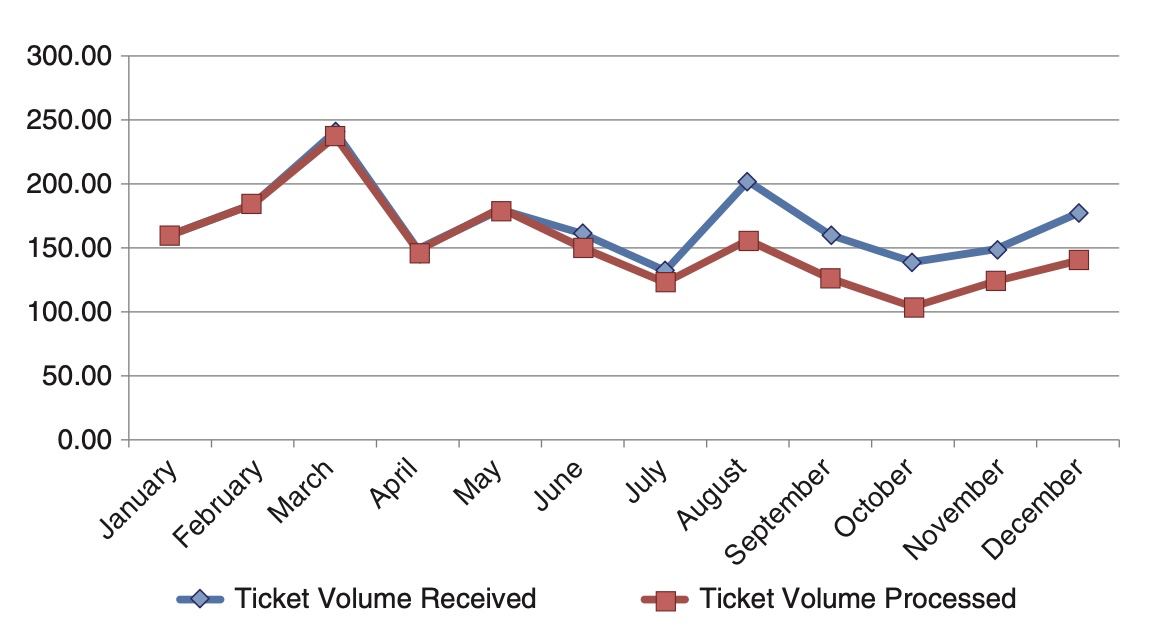 300.00
250.00
200.00
150.00
100.00
50.00
0.00
January
February
March
April
May
June
July
August
September
October
November
December
Ticket Volume Received
Ticket Volume Processed